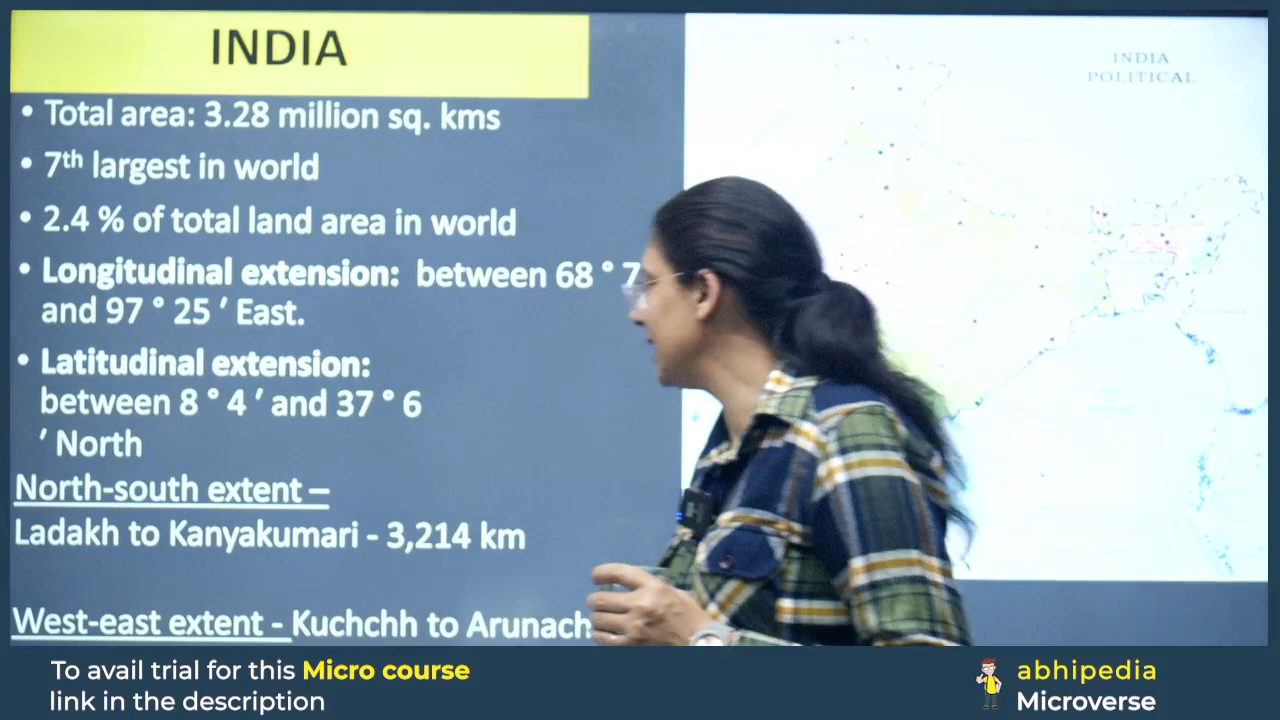 INDIA
• Total area: 3.28 million sq. kms
• 7th largest in world
• 2.4 % of total land area in world
• Longitudinal extension: between 68 ° 7
and 97 ° 25 ′ East.
• Latitudinal extension:
between 8 ° 4 ′ and 37 ° 6
′ North
North-south extent –
Ladakh to Kanyakumari - 3,214 km
West-east extent - Kuchchh to Arunach
INDIA
POLITICAL
To avail trial for this Micro course
link in the description
abhipedia
Microverse